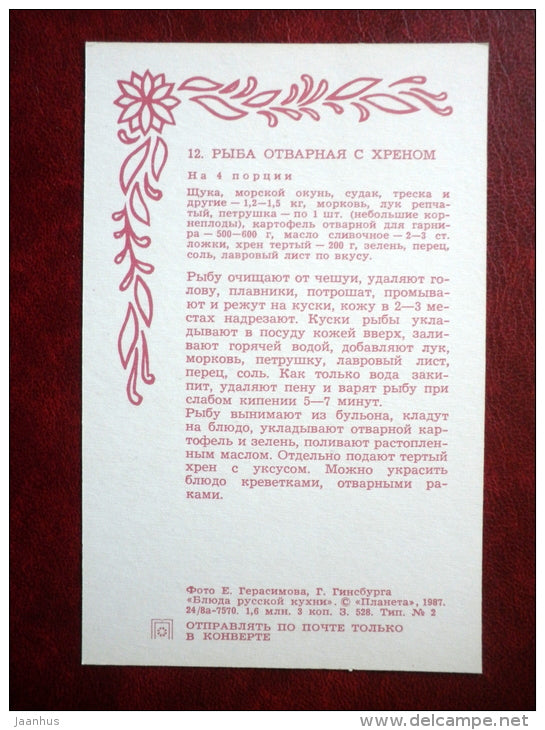 12. РЫБА ОТВАРНАЯ С ХРЕНОМ
На 4 порции
Щука, морской окунь, судак, треска и
другие — 1,2—1,5 кг, морковь, лук репча-
тый, петрушка — по 1 шт. (небольшие кор-
неплоды), картофель отварной для гарни-
ра — 500—600 г, масло сливочное — 2—3 ст.
ложки, хрен тертый — 200 г, зелень, перец,
соль, лавровый лист по вкусу.
Рыбу очищают от чешуи, удаляют го-
лову, плавники, потрошат, промыва-
ют и режут на куски, кожу в 2—3 ме-
стах надрезают. Куски рыбы укла-
дывают в посуду кожей вверх, зали-
вают горячей водой, добавляют лук,
морковь, петрушку, лавровый лист,
перец, соль. Как только вода заки-
пит, удаляют пену и варят рыбу при
слабом кипении 5—7 минут.
Рыбу вынимают из бульона, кладут
на блюдо, укладывают отварной кар-
тофель и зелень, поливают растоплен-
ным маслом. Отдельно подают тертый
хрен с уксусом. Можно украсить
блюдо креветками, отварными ра-
ками.
Фото Е. Герасимова, Г. Гинсбурга
«Блюда русской кухни». © «Планета», 1987.
24/8а-7570. 1,6 млн. 3 коп. З. 528. Тип. № 2
ОТПРАВЛЯТЬ ПО ПОЧТЕ ТОЛЬКО
В КОНВЕРТЕ
jaanhus
www.delcampe.net